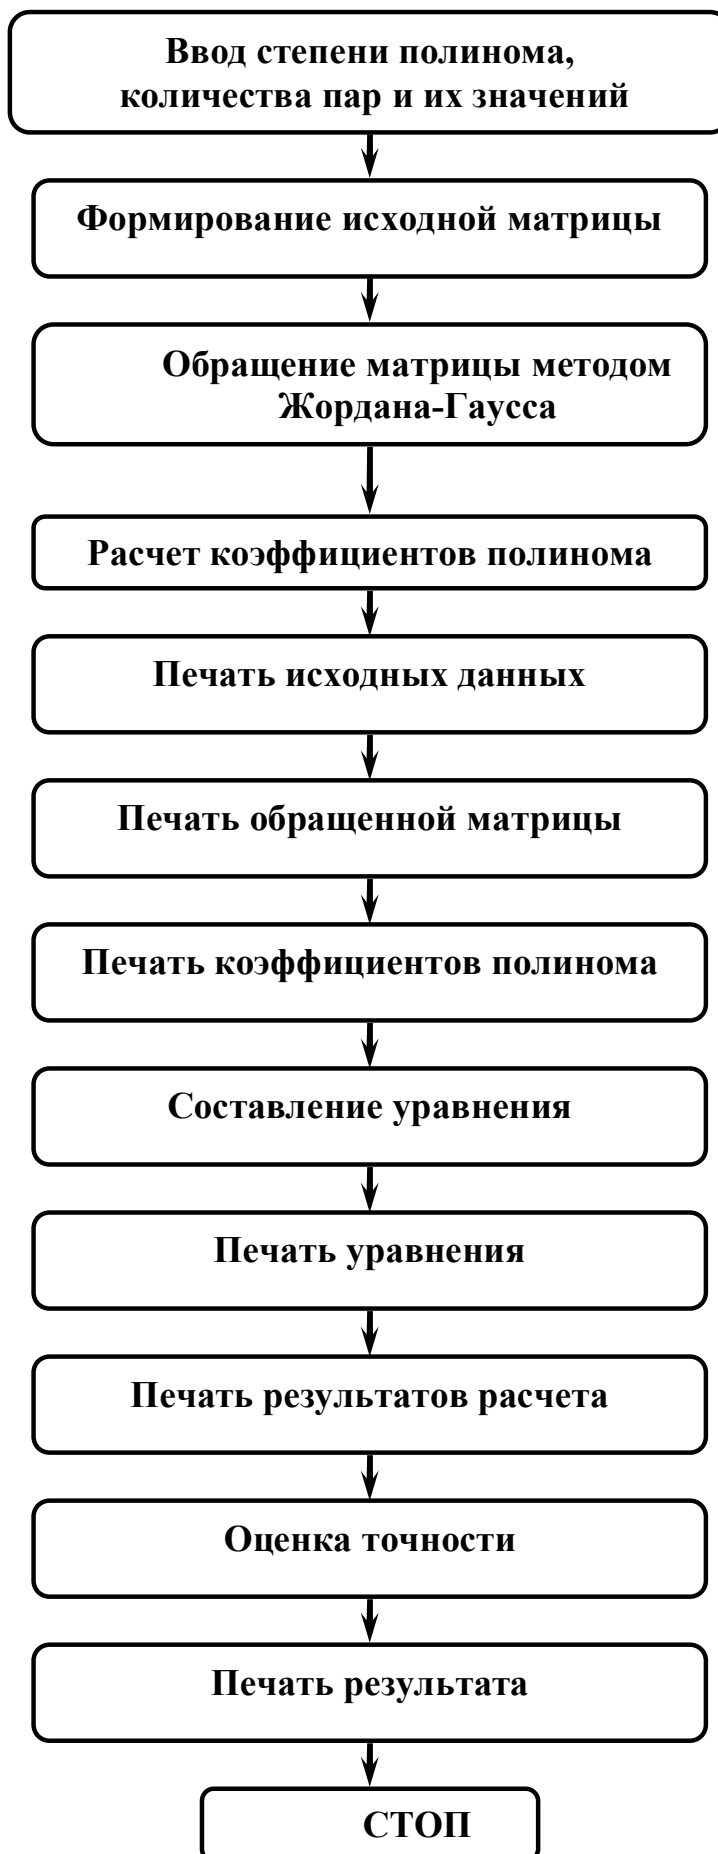 Ввод степени полинома,
количества пар и их значений
Формирование исходной матрицы
Обращение матрицы методом
Жордана-Гаусса
Расчет коэффициентов полинома
Печать исходных данных
Печать обращенной матрицы
Печать коэффициентов полинома
Составление уравнения
Печать уравнения
Печать результатов расчета
Оценка точности
Печать результата
СТОП